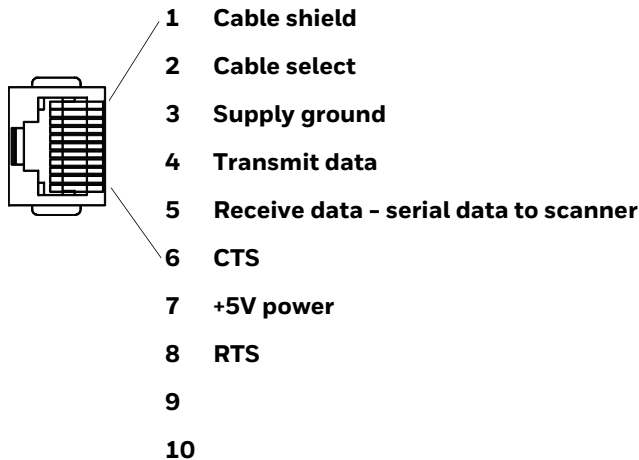 1 Cable shield
2 Cable select
3 Supply ground
4 Transmit data
5 Receive data - serial data to scanner
6 CTS
7 +5V power
8 RTS
9
10